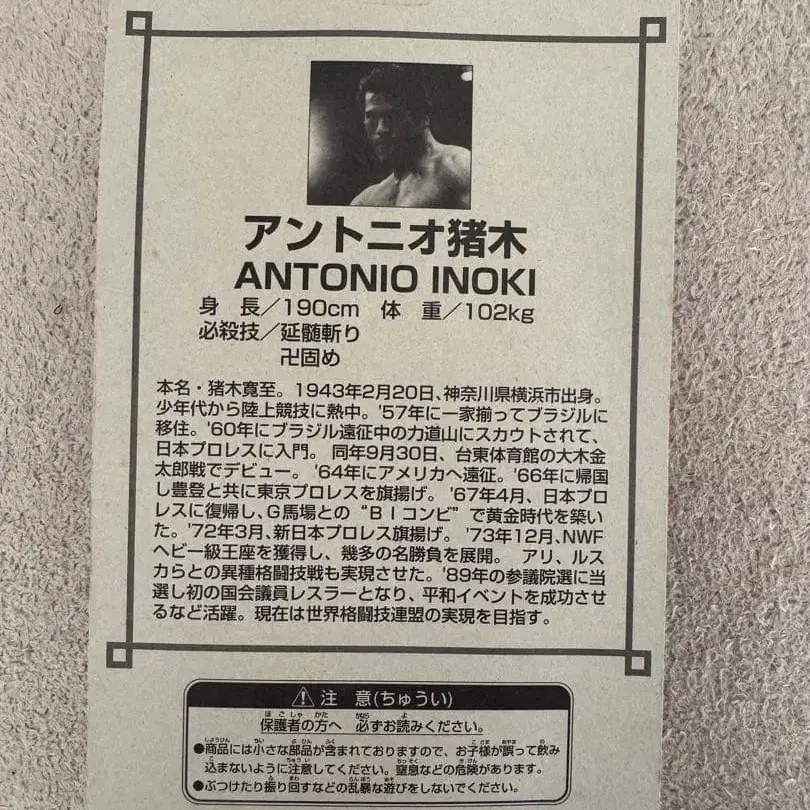 アントニオ猪木
ANTONIO INOKI
身 長／190cm 体 重／102kg
必殺技／延髄斬り
卍固め
本名・猪木寛至。1943年2月20日、神奈川県横浜市出身。
少年代から陸上競技に熱中。'57年に一家揃ってブラジルに
移住。'60年にブラジル遠征中の力道山にスカウトされて、
日本プロレスに入門。 同年9月30日、台東体育館の大木金
太郎戦でデビュー。 '64年にアメリカへ遠征。'66年に帰国
し豊登と共に東京プロレスを旗揚げ。 '67年4月、日本プロ
レスに復帰し、G馬場との“BIコンビ”で黄金時代を築い
た。'72年3月、新日本プロレス旗揚げ。 '73年12月、NWF
ヘビー級王座を獲得し、幾多の名勝負を展開。 アリ、ルス
カらとの異種格闘技戦も実現させた。'89年の参議院選に当
選し初の国会議員レスラーとなり、平和イベントを成功させ
るなど活躍。現在は世界格闘技連盟の実現を目指す。
⚠注 意(ちゅうい)
保護者の方へ 必ずお読みください。
●商品には小さな部品が含まれておりますので、お子様が誤って飲み
込まないように注意してください。窒息などの危険があります。
●ぶつけたり振り回すなどの乱暴な遊びをしないでください。